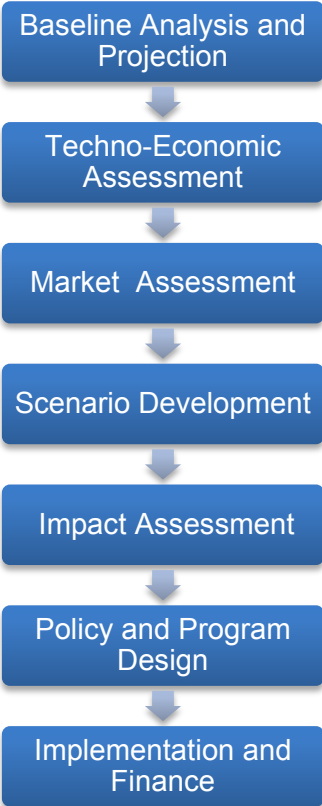 Baseline Analysis and
Projection
Techno-Economic
Assessment
Market Assessment
Scenario Development
Impact Assessment
Policy and Program
Design
Implementation and
Finance